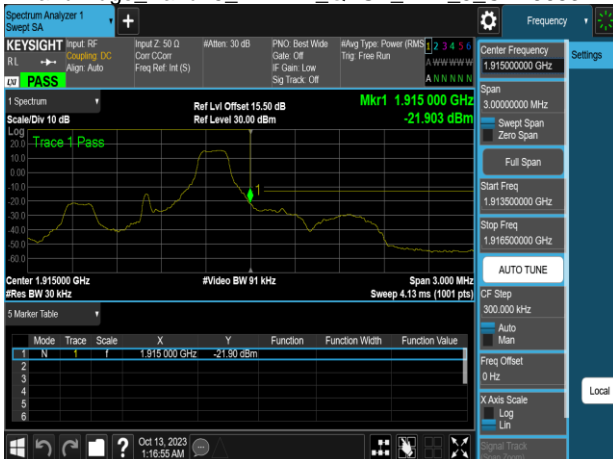 Spectrum Analyzer 1
Swept SA
+
Frequency
KEYSIGHT
RL
LXI
PASS
Input: RF
Coupling: DC
Align: Auto
Input Z: 50 Ω
Corr CCorr
Freq Ref: Int (S)
#Atten: 30 dB
PNO: Best Wide
Gate: Off
IF Gain: Low
Sig Track: Off
#Avg Type: Power (RMS
Trig: Free Run
1 2 3 4 5 6
A W W W W W
A N N N N N
1 Spectrum
Scale/Div 10 dB
Ref Lvl Offset 15.50 dB
Ref Level 30.00 dBm
Mkr1 1.915 000 GHz
-21.903 dBm
Log
Trace 1 Pass
20.0
10.0
0.00
-10.0
-20.0
-30.0
-40.0
-50.0
-60.0
1
Center 1.915000 GHz
#Res BW 30 kHz
#Video BW 91 kHz
Span 3.000 MHz
Sweep 4.13 ms (1001 pts)
5 Marker Table
Mode Trace Scale X Y Function Function Width Function Value
1 N 1 f 1.915 000 GHz -21.90 dBm
2
3
4
5
6
Oct 13, 2023
1:16:55 AM
?
Center Frequency
1.915000000 GHz
Settings
Span
3.00000000 MHz
Swept Span
Zero Span
Full Span
Start Freq
1.913500000 GHz
Stop Freq
1.916500000 GHz
AUTO TUNE
CF Step
300.000 kHz
Auto
Man
Freq Offset
0 Hz
X Axis Scale
Log
Lin
Local
Signal Track
(Span Zoom)